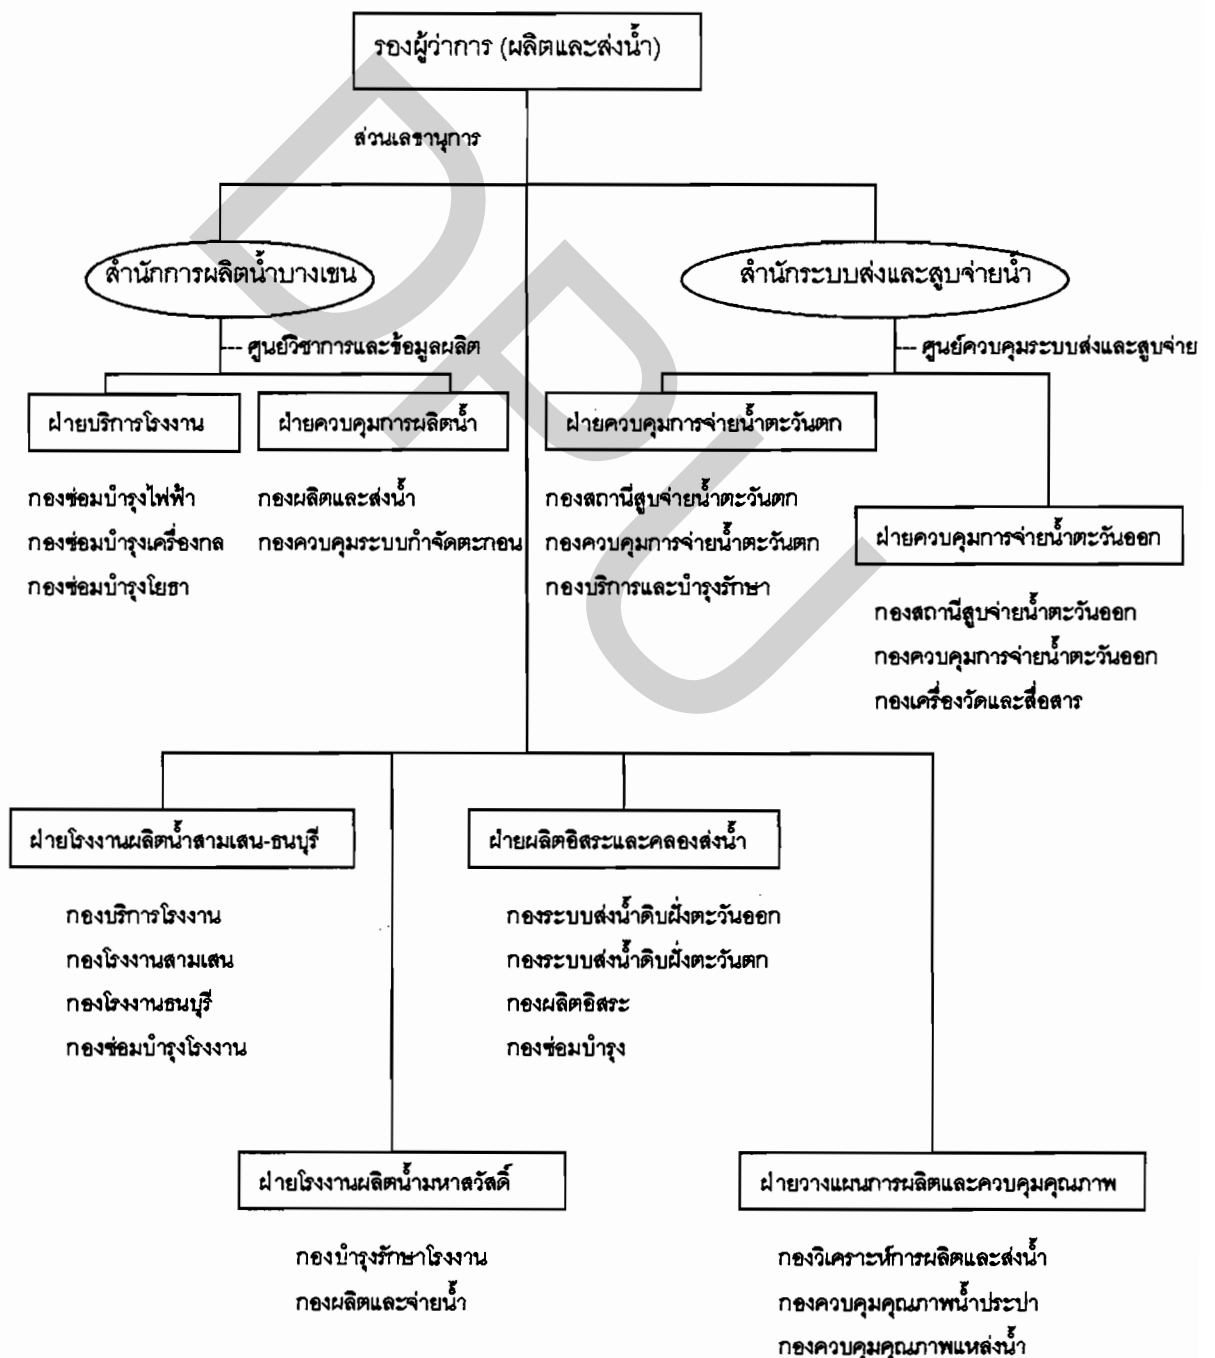 รองผู้ว่าการ (ผลิตและส่งน้ำ)
ส่วนเลขานุการ
สำนักการผลิตน้ำบางเขน
สำนักระบบส่งและสูบจ่ายน้ำ
--- ศูนย์วิชาการและข้อมูลผลิต
--- ศูนย์ควบคุมระบบส่งและสูบจ่าย
ฝ่ายบริการโรงงาน
ฝ่ายควบคุมการผลิตน้ำ
ฝ่ายควบคุมการจ่ายน้ำตะวันตก
กองซ่อมบำรุงไฟฟ้า
กองซ่อมบำรุงเครื่องกล
กองซ่อมบำรุงโยธา
กองผลิตและส่งน้ำ
กองควบคุมระบบกำจัดตะกอน
กองสถานีสูบจ่ายน้ำตะวันตก
กองควบคุมการจ่ายน้ำตะวันตก
กองบริการและบำรุงรักษา
ฝ่ายควบคุมการจ่ายน้ำตะวันออก
กองสถานีสูบจ่ายน้ำตะวันออก
กองควบคุมการจ่ายน้ำตะวันออก
กองเครื่องวัดและสื่อสาร
DPU
ฝ่ายโรงงานผลิตน้ำสามเสน-ธนบุรี
กองบริการโรงงาน
กองโรงงานสามเสน
กองโรงงานธนบุรี
กองซ่อมบำรุงโรงงาน
ฝ่ายผลิตอิสระและคลองส่งน้ำ
กองระบบส่งน้ำดิบฝั่งตะวันออก
กองระบบส่งน้ำดิบฝั่งตะวันตก
กองผลิตอิสระ
กองซ่อมบำรุง
ฝ่ายโรงงานผลิตน้ำมหาสวัสดิ์
กองบำรุงรักษาโรงงาน
กองผลิตและจ่ายน้ำ
ฝ่ายวางแผนการผลิตและควบคุมคุณภาพ
กองวิเคราะห์การผลิตและส่งน้ำ
กองควบคุมคุณภาพน้ำประปา
กองควบคุมคุณภาพแหล่งน้ำ